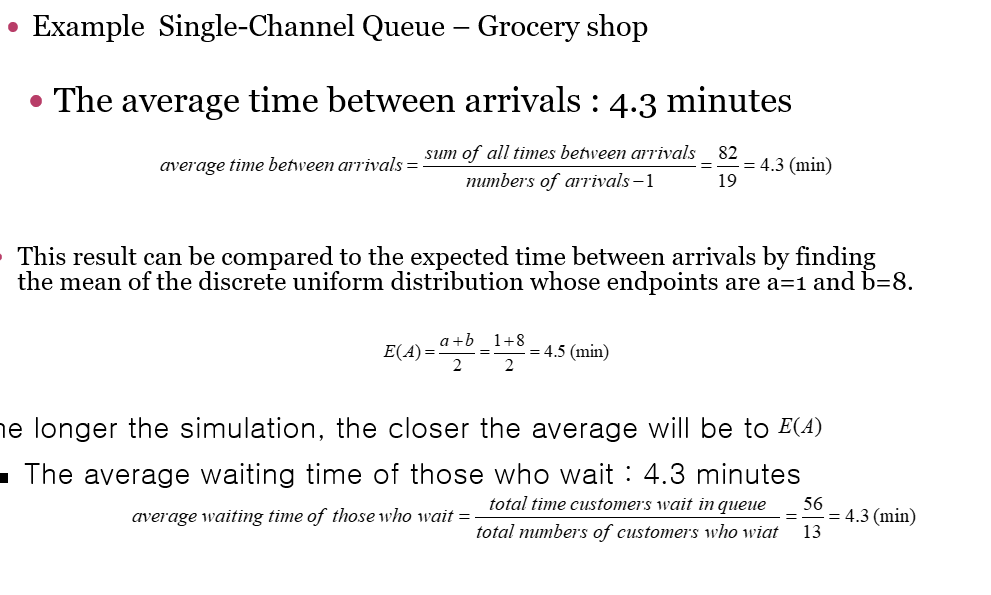 • Example Single-Channel Queue – Grocery shop
• The average time between arrivals : 4.3 minutes
average time between arrivals = sum of all times between arrivals / numbers of arrivals − 1 = 82 / 19 = 4.3 (min)
• This result can be compared to the expected time between arrivals by finding
the mean of the discrete uniform distribution whose endpoints are a=1 and b=8.
E(A) = a + b / 2 = 1 + 8 / 2 = 4.5 (min)
he longer the simulation, the closer the average will be to E(A)
▪ The average waiting time of those who wait : 4.3 minutes
average waiting time of those who wait = total time customers wait in queue / total numbers of customers who wiat = 56 / 13 = 4.3 (min)